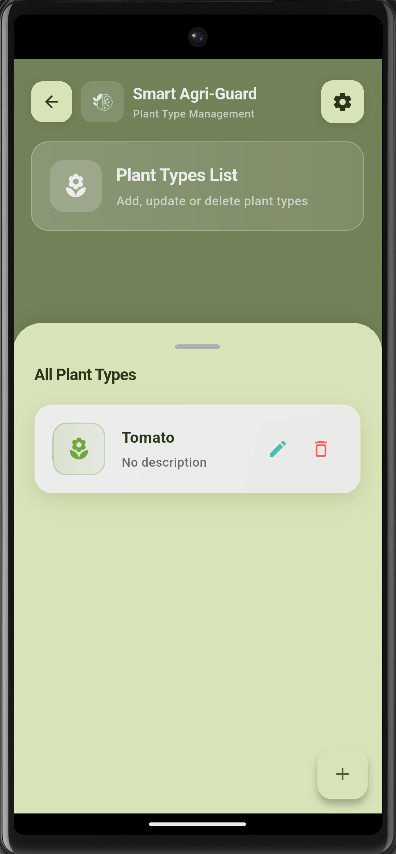 Smart Agri-Guard
Plant Type Management
Plant Types List
Add, update or delete plant types
All Plant Types
Tomato
No description